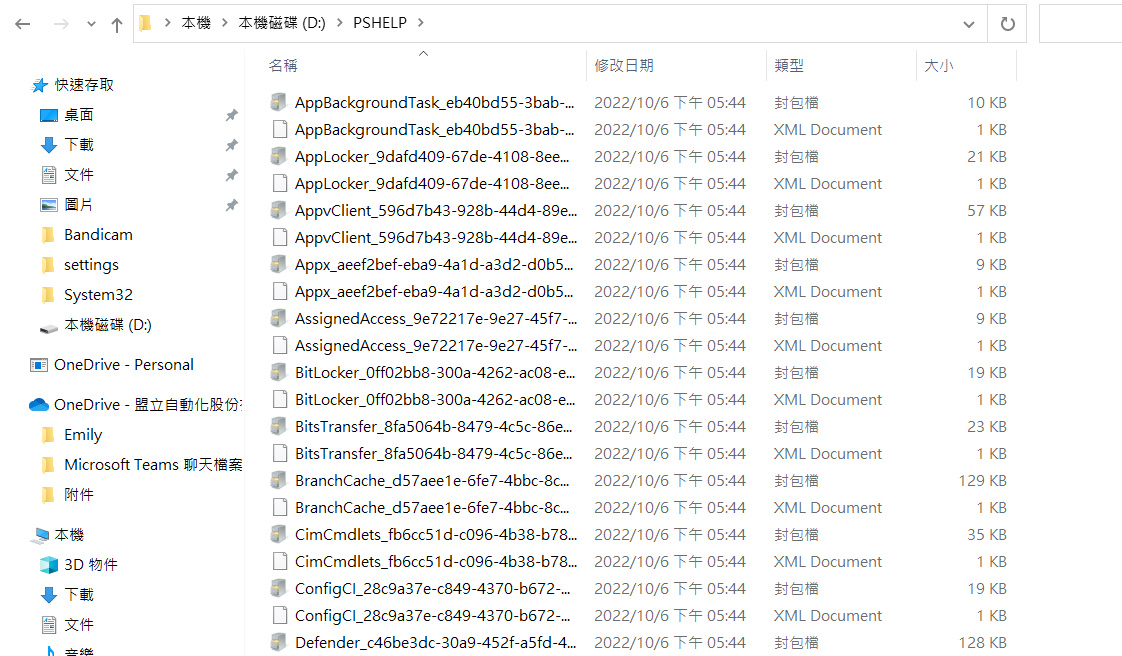 本機 > 本機磁碟 (D:) > PSHELP >
名稱 修改日期 類型 大小
快速存取
桌面
下載
文件
圖片
Bandicam
settings
System32
本機磁碟 (D:)
OneDrive - Personal
OneDrive - 盟立自動化股份
Emily
Microsoft Teams 聊天檔案
附件
本機
3D 物件
下載
文件
音樂
AppBackgroundTask_eb40bd55-3bab-... 2022/10/6 下午 05:44 封包檔 10 KB
AppBackgroundTask_eb40bd55-3bab-... 2022/10/6 下午 05:44 XML Document 1 KB
AppLocker_9dafd409-67de-4108-8ee... 2022/10/6 下午 05:44 封包檔 21 KB
AppLocker_9dafd409-67de-4108-8ee... 2022/10/6 下午 05:44 XML Document 1 KB
AppvClient_596d7b43-928b-44d4-89e... 2022/10/6 下午 05:44 封包檔 57 KB
AppvClient_596d7b43-928b-44d4-89e... 2022/10/6 下午 05:44 XML Document 1 KB
Appx_aeef2bef-eba9-4a1d-a3d2-d0b5... 2022/10/6 下午 05:44 封包檔 9 KB
Appx_aeef2bef-eba9-4a1d-a3d2-d0b5... 2022/10/6 下午 05:44 XML Document 1 KB
AssignedAccess_9e72217e-9e27-45f7-... 2022/10/6 下午 05:44 封包檔 9 KB
AssignedAccess_9e72217e-9e27-45f7-... 2022/10/6 下午 05:44 XML Document 1 KB
BitLocker_0ff02bb8-300a-4262-ac08-e... 2022/10/6 下午 05:44 封包檔 19 KB
BitLocker_0ff02bb8-300a-4262-ac08-e... 2022/10/6 下午 05:44 XML Document 1 KB
BitsTransfer_8fa5064b-8479-4c5c-86e... 2022/10/6 下午 05:44 封包檔 23 KB
BitsTransfer_8fa5064b-8479-4c5c-86e... 2022/10/6 下午 05:44 XML Document 1 KB
BranchCache_d57aee1e-6fe7-4bbc-8c... 2022/10/6 下午 05:44 封包檔 129 KB
BranchCache_d57aee1e-6fe7-4bbc-8c... 2022/10/6 下午 05:44 XML Document 1 KB
CimCmdlets_fb6cc51d-c096-4b38-b78... 2022/10/6 下午 05:44 封包檔 35 KB
CimCmdlets_fb6cc51d-c096-4b38-b78... 2022/10/6 下午 05:44 XML Document 1 KB
ConfigCI_28c9a37e-c849-4370-b672-... 2022/10/6 下午 05:44 封包檔 19 KB
ConfigCI_28c9a37e-c849-4370-b672-... 2022/10/6 下午 05:44 XML Document 1 KB
Defender_c46be3dc-30a9-452f-a5fd-4... 2022/10/6 下午 05:44 封包檔 128 KB